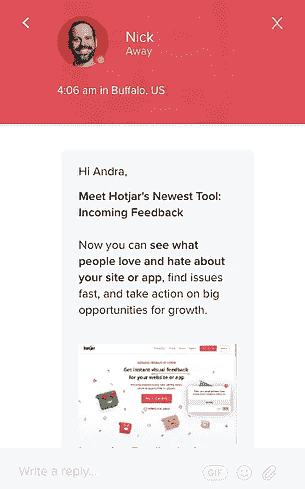 Nick
Away
4:06 am in Buffalo, US
Hi Andra,
Meet Hotjar's Newest Tool:
Incoming Feedback
Now you can see what
people love and hate about
your site or app, find issues
fast, and take action on big
opportunities for growth.
hotjar
Get instant visual feedback
for your website or app
Write a reply...
GIF